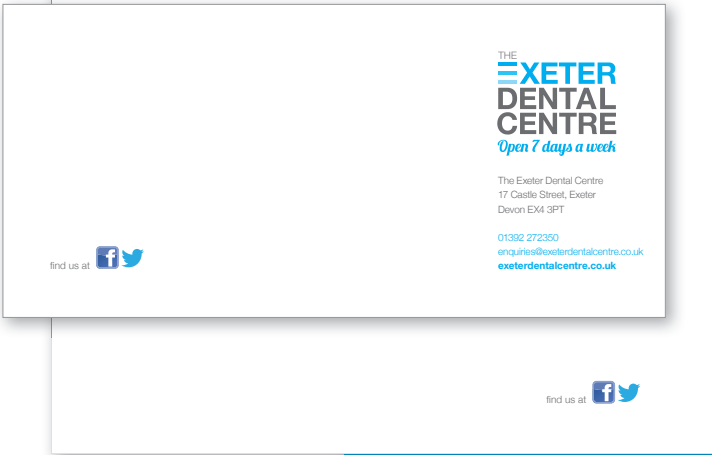 THE
EXETER
DENTAL
CENTRE
Open 7 days a week
The Exeter Dental Centre
17 Castle Street, Exeter
Devon EX4 3PT
01392 272350
enquiries@exeterdentalcentre.co.uk
exeterdentalcentre.co.uk
find us at f
find us at f